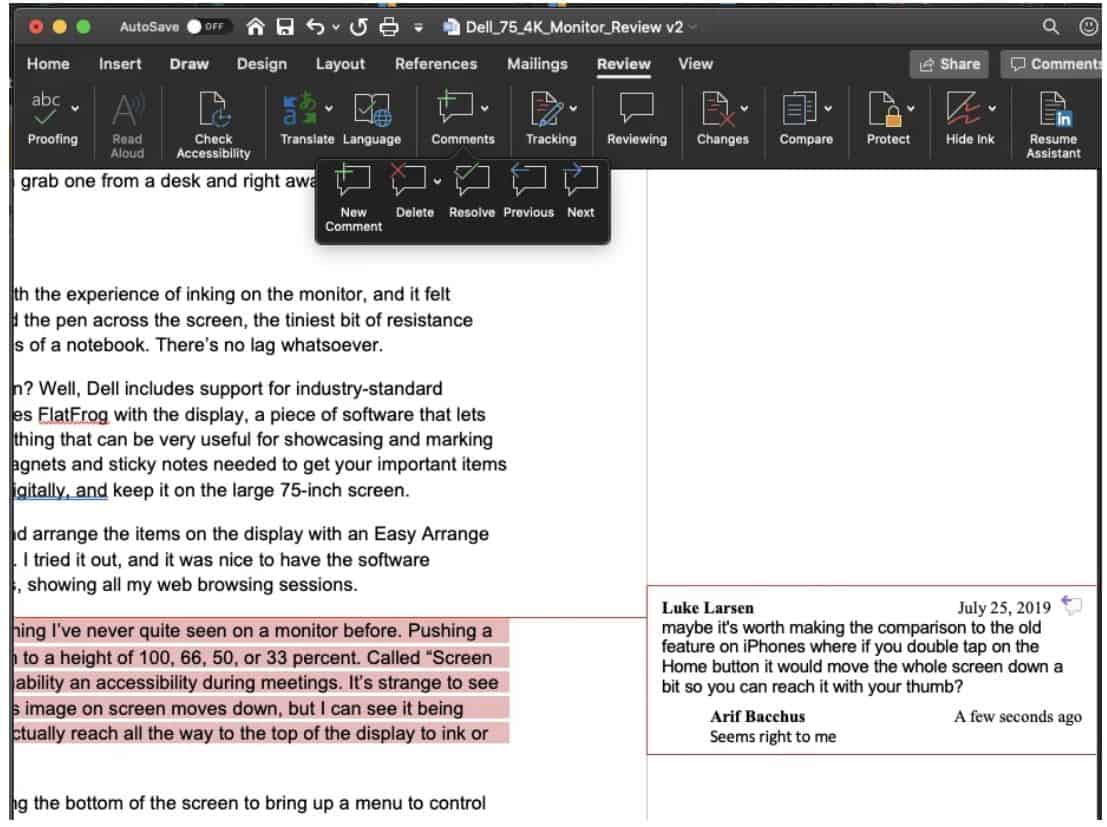 AutoSave OFF Dell_75_4K_Monitor_Review v2
Home Insert Draw Design Layout References Mailings Review View Share Comments
abc
Proofing Read Aloud Check Accessibility Translate Language Comments Tracking Reviewing Changes Compare Protect Hide Ink Resume Assistant
New Comment Delete Resolve Previous Next
grab one from a desk and right awa
th the experience of inking on the monitor, and it felt
the pen across the screen, the tiniest bit of resistance
s of a notebook. There's no lag whatsoever.
n? Well, Dell includes support for industry-standard
es FlatFrog with the display, a piece of software that lets
thing that can be very useful for showcasing and marking
agnets and sticky notes needed to get your important items
igitally, and keep it on the large 75-inch screen.
nd arrange the items on the display with an Easy Arrange
. I tried it out, and it was nice to have the software
, showing all my web browsing sessions.
hing I've never quite seen on a monitor before. Pushing a
to a height of 100, 66, 50, or 33 percent. Called “Screen
ability an accessibility during meetings. It's strange to see
s image on screen moves down, but I can see it being
ctually reach all the way to the top of the display to ink or
ng the bottom of the screen to bring up a menu to control
Luke Larsen July 25, 2019
maybe it's worth making the comparison to the old
feature on iPhones where if you double tap on the
Home button it would move the whole screen down a
bit so you can reach it with your thumb?
Arif Bacchus A few seconds ago
Seems right to me